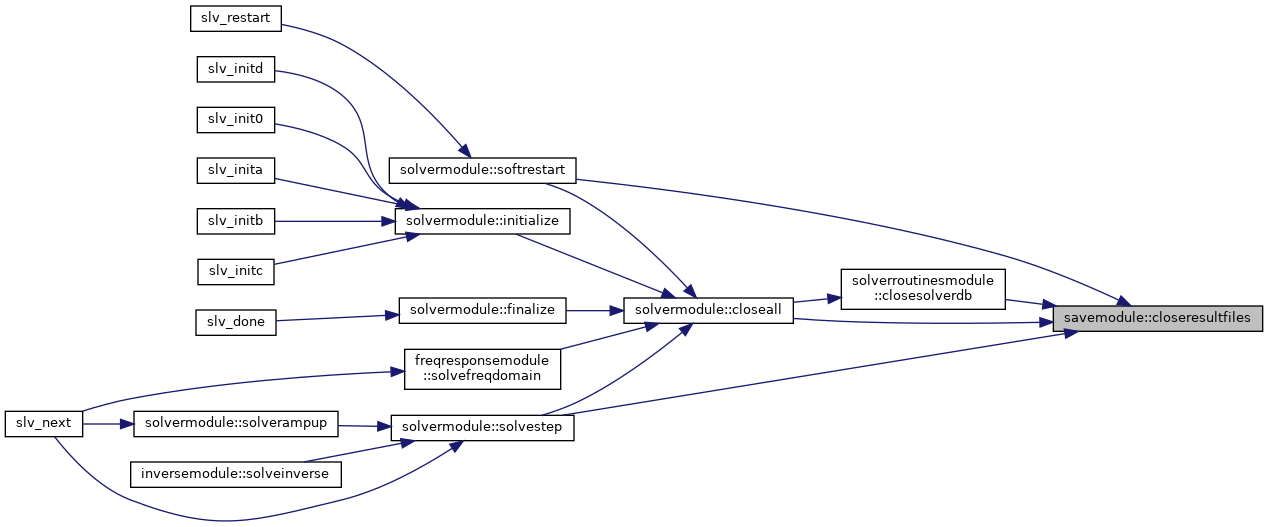 slv_restart
slv_initd
slv_init0
slv_inita
solvermodule::softrestart
slv_initb
solvermodule::initialize
slv_initc
solverroutinesmodule
::closesolverdb
slv_done
solvermodule::finalize
solvermodule::closeall
savemodule::closeresultfiles
freqresponsemodule
::solvefreqdomain
slv_next
solvermodule::solverampup
solvermodule::solvestep
inversemodule::solveinverse